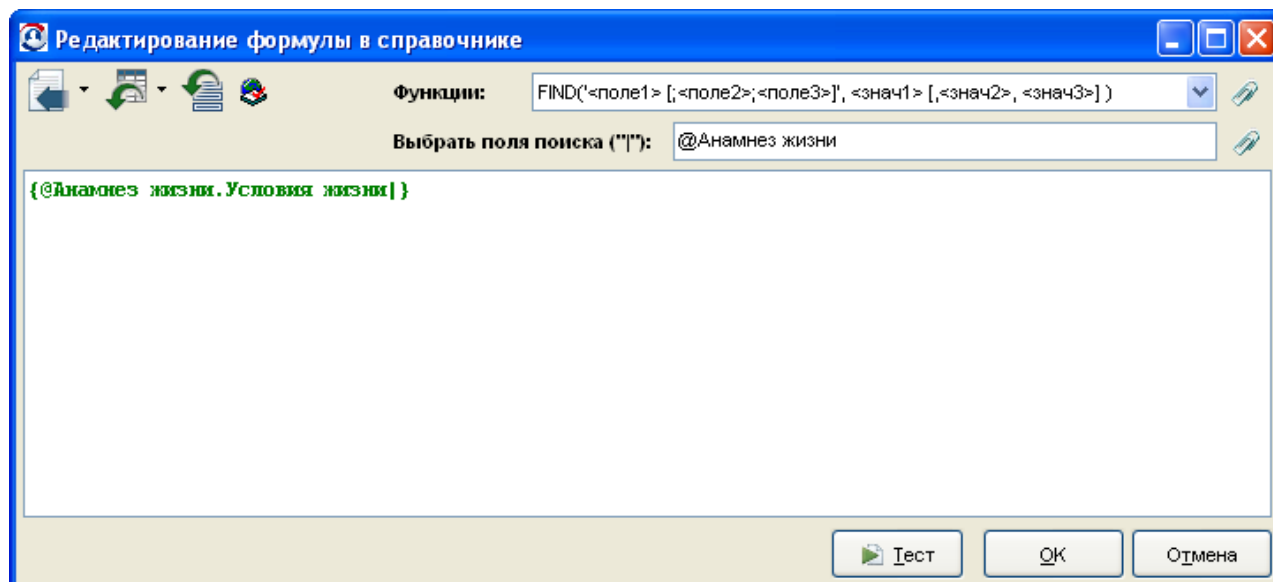 Редактирование формулы в справочнике
Функции: FIND('<поле1> [;<поле2>;<поле3>]', <знач1> [,<знач2>, <знач3>] )
Выбрать поля поиска ("|"): @Анамнез жизни
{@Анамнез жизни.Условия жизни|}
Тест OK Отмена